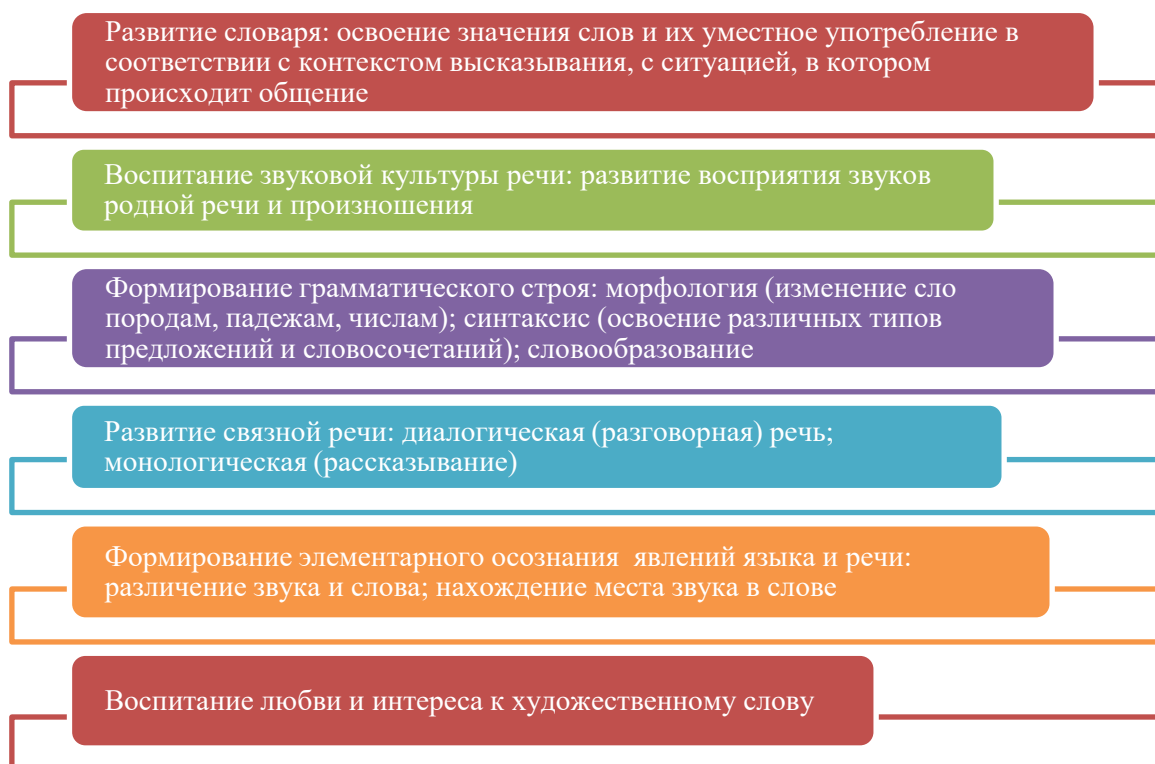 Развитие словаря: освоение значения слов и их уместное употребление в
соответствии с контекстом высказывания, с ситуацией, в котором
происходит общение
Воспитание звуковой культуры речи: развитие восприятия звуков
родной речи и произношения
Формирование грамматического строя: морфология (изменение сло
породам, падежам, числам); синтаксис (освоение различных типов
предложений и словосочетаний); словообразование
Развитие связной речи: диалогическая (разговорная) речь;
монологическая (рассказывание)
Формирование элементарного осознания явлений языка и речи:
различение звука и слова; нахождение места звука в слове
Воспитание любви и интереса к художественному слову